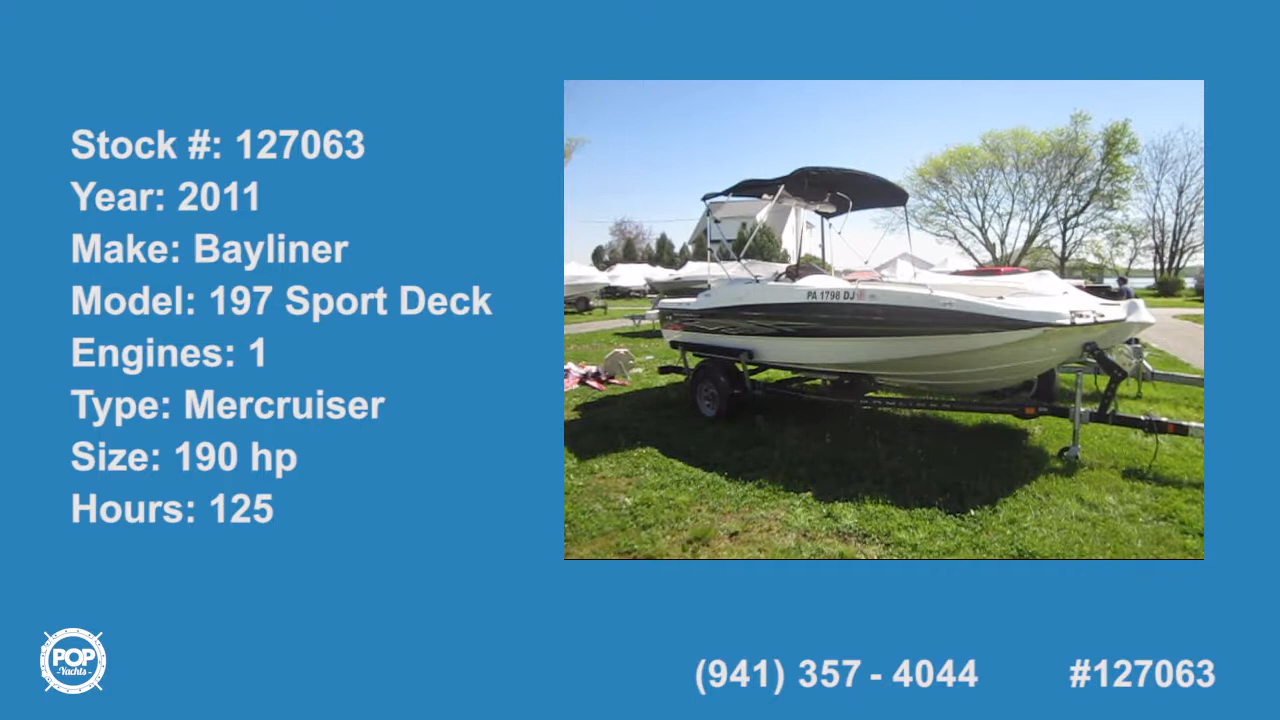 Stock #: 127063
Year: 2011
Make: Bayliner
Model: 197 Sport Deck
Engines: 1
Type: Mercruiser
Size: 190 hp
Hours: 125
PA 1798 DJ
POP
-Yachts-
(941) 357 - 4044 #127063